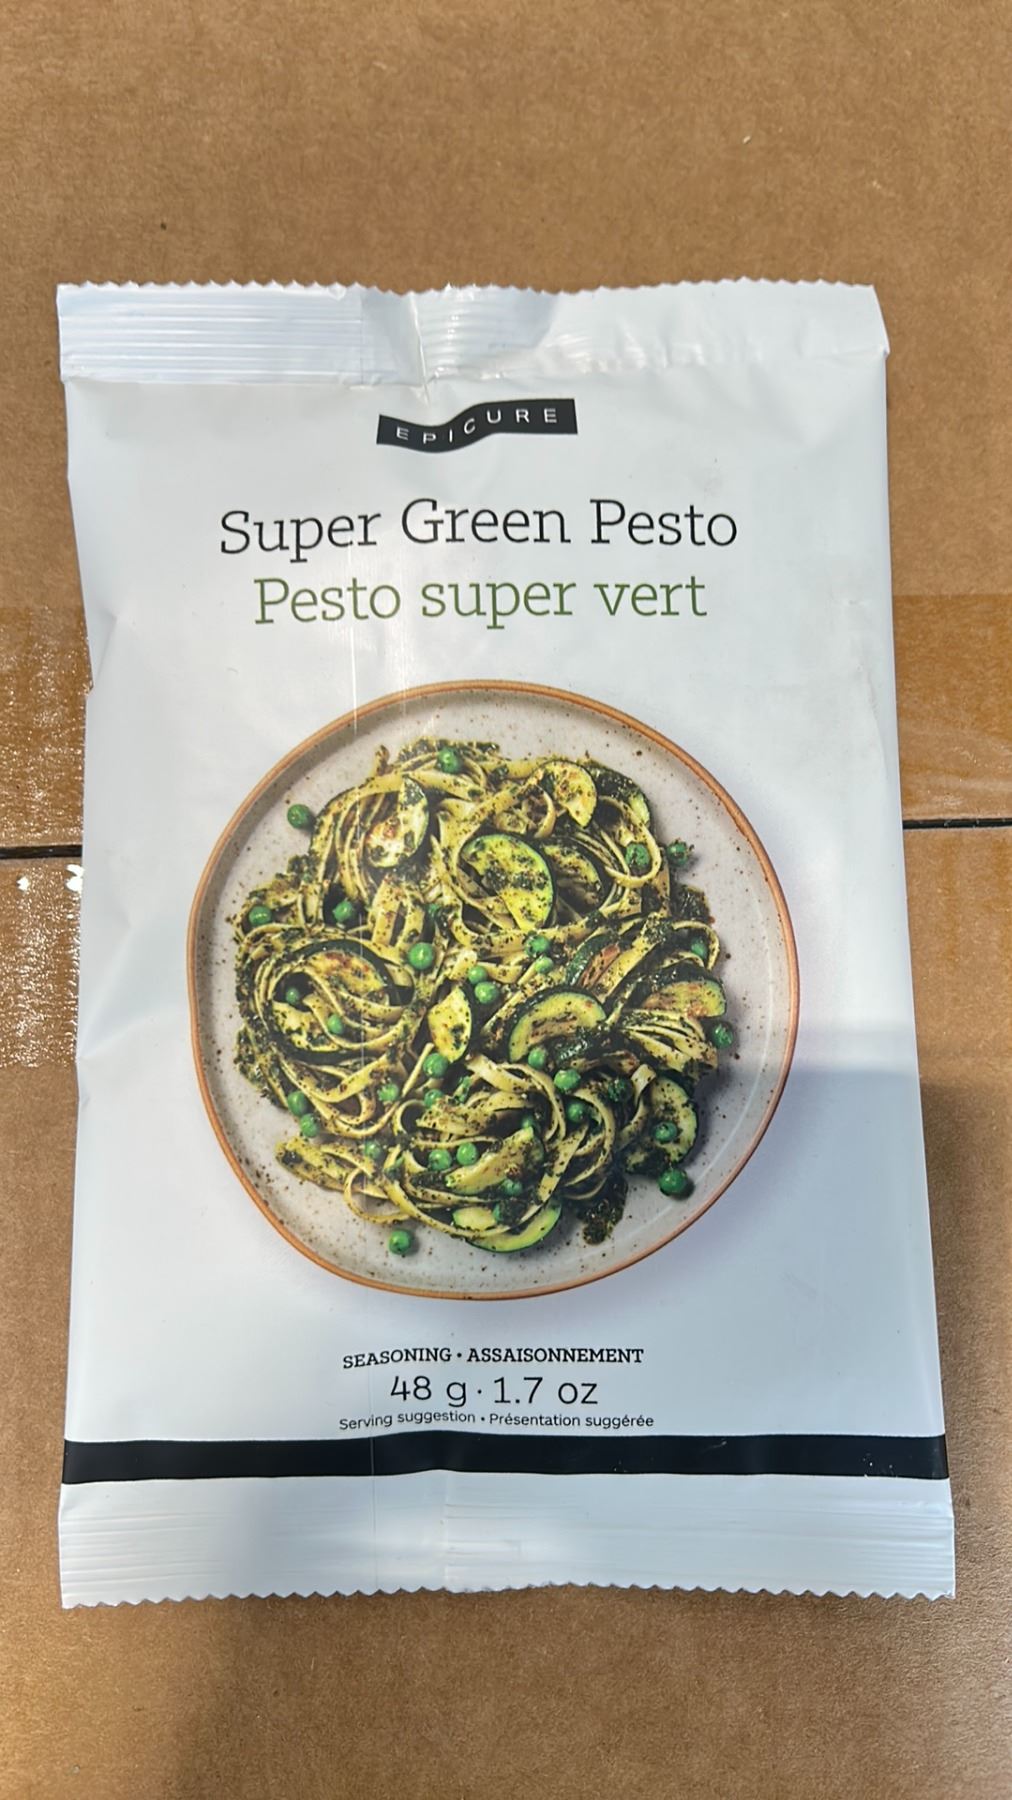 EPICURE
Super Green Pesto
Pesto super vert
SEASONING • ASSAISONNEMENT
48 g · 1.7 oz
Serving suggestion • Présentation suggérée